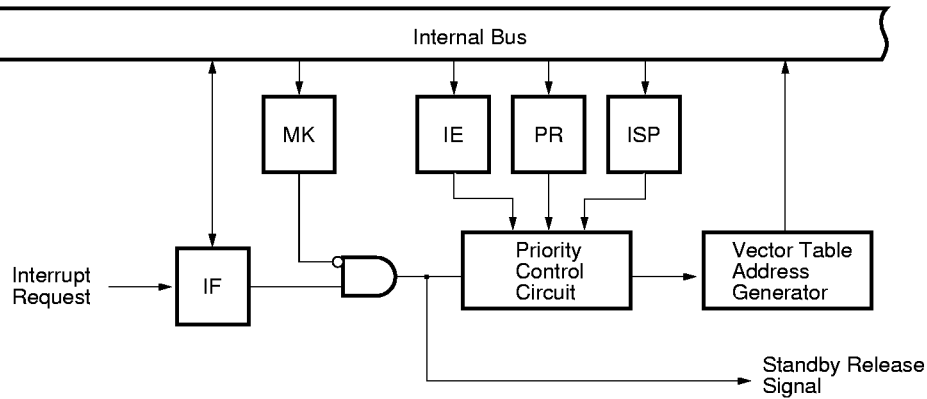 Internal Bus
MK
IE
PR
ISP
Interrupt
Request
IF
Priority
Control
Circuit
Vector Table
Address
Generator
Standby Release
Signal